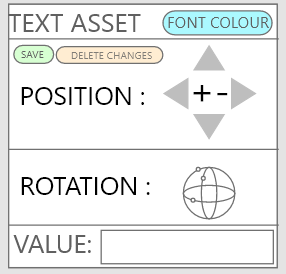 TEXT ASSET FONT COLOUR
SAVE DELETE CHANGES
POSITION : + -
ROTATION :
VALUE: